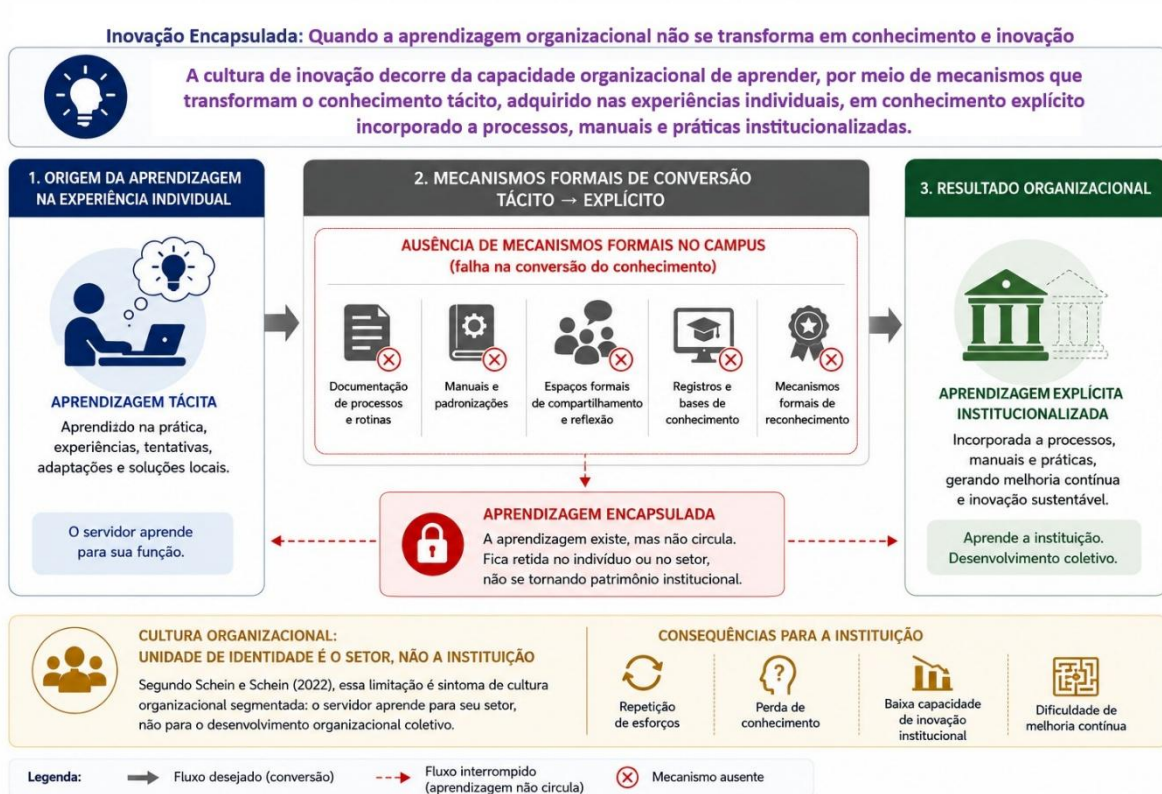 Inovação Encapsulada: Quando a aprendizagem organizacional não se transforma em conhecimento e inovação
A cultura de inovação decorre da capacidade organizacional de aprender, por meio de mecanismos que
transformam o conhecimento tácito, adquirido nas experiências individuais, em conhecimento explícito
incorporado a processos, manuais e práticas institucionalizadas.
1. ORIGEM DA APRENDIZAGEM
NA EXPERIÊNCIA INDIVIDUAL
APRENDIZAGEM TÁCITA
Aprendizdo na prática,
experiências, tentativas,
adaptações e soluções locais.
O servidor aprende
para sua função.
2. MECANISMOS FORMAIS DE CONVERSÃO
TÁCITO → EXPLÍCITO
AUSÊNCIA DE MECANISMOS FORMAIS NO CAMPUS
(falha na conversão do conhecimento)
Documentação
de processos
e rotinas
Manuais e
padronizações
Espaços formais
de compartilhamento
e reflexão
Registros e
bases de
conhecimento
Mecanismos
formais de
reconhecimento
APRENDIZAGEM ENCAPSULADA
A aprendizagem existe, mas não circula.
Fica retida no indivíduo ou no setor,
não se tornando patrimônio institucional.
3. RESULTADO ORGANIZACIONAL
APRENDIZAGEM EXPLÍCITA
INSTITUCIONALIZADA
Incorporada a processos,
manuais e práticas,
gerando melhoria contínua
e inovação sustentável.
Aprende a instituição.
Desenvolvimento coletivo.
CULTURA ORGANIZACIONAL:
UNIDADE DE IDENTIDADE É O SETOR, NÃO A INSTITUIÇÃO
Segundo Schein e Schein (2022), essa limitação é sintoma de cultura
organizacional segmentada: o servidor aprende para seu setor,
não para o desenvolvimento organizacional coletivo.
CONSEQUÊNCIAS PARA A INSTITUIÇÃO
Repetição
de esforços
Perda de
conhecimento
Baixa capacidade
de inovação
institucional
Dificuldade de
melhoria contínua
Legenda:
Fluxo desejado (conversão)
Fluxo interrompido
(aprendizagem não circula)
Mecanismo ausente